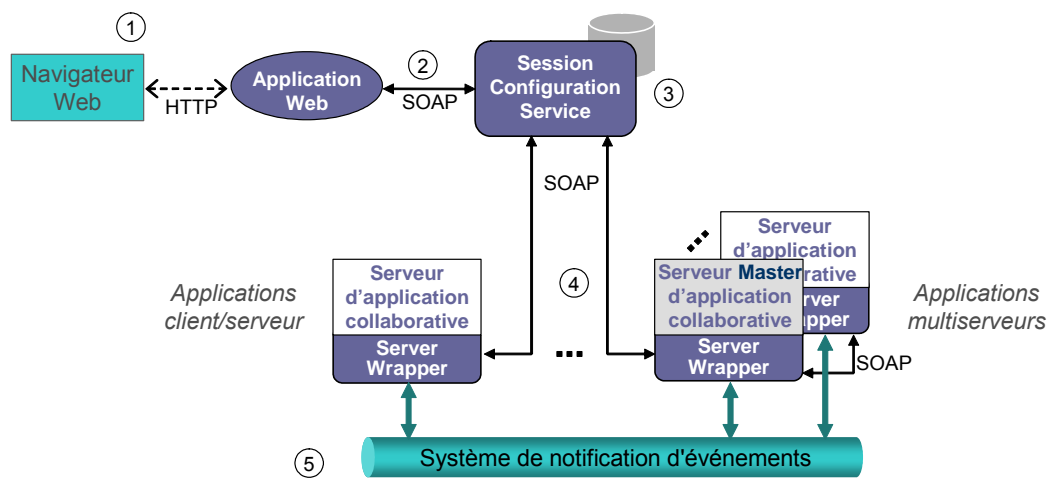 1
Navigateur
Web
HTTP
Application
Web
2
SOAP
Session
Configuration
Service
3
SOAP
Applications
client/serveur
Serveur
d'application
collaborative
Server
Wrapper
4
...
Serveur Master
d'application
collaborative
Server
Wrapper
...
Serveur
d'application
rative
rver
pper
SOAP
Applications
multiserveurs
5
Système de notification d'événements